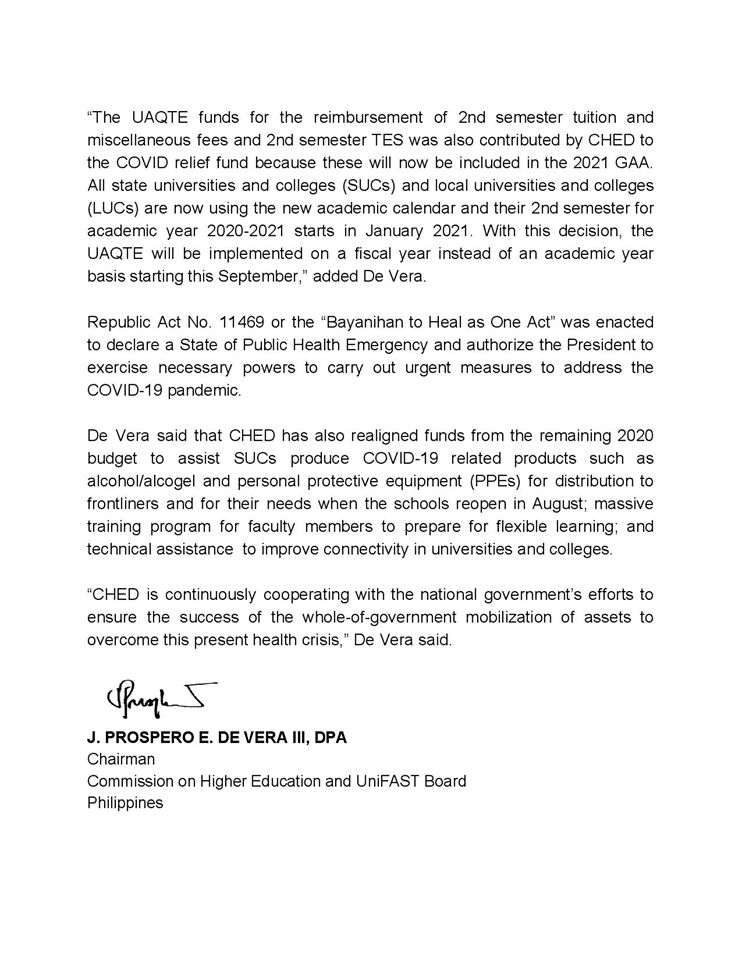 “The UAQTE funds for the reimbursement of 2nd semester tuition and
miscellaneous fees and 2nd semester TES was also contributed by CHED to
the COVID relief fund because these will now be included in the 2021 GAA.
All state universities and colleges (SUCs) and local universities and colleges
(LUCs) are now using the new academic calendar and their 2nd semester for
academic year 2020-2021 starts in January 2021. With this decision, the
UAQTE will be implemented on a fiscal year instead of an academic year
basis starting this September,” added De Vera.
Republic Act No. 11469 or the “Bayanihan to Heal as One Act” was enacted
to declare a State of Public Health Emergency and authorize the President to
exercise necessary powers to carry out urgent measures to address the
COVID-19 pandemic.
De Vera said that CHED has also realigned funds from the remaining 2020
budget to assist SUCs produce COVID-19 related products such as
alcohol/alcogel and personal protective equipment (PPEs) for distribution to
frontliners and for their needs when the schools reopen in August; massive
training program for faculty members to prepare for flexible learning; and
technical assistance to improve connectivity in universities and colleges.
“CHED is continuously cooperating with the national government’s efforts to
ensure the success of the whole-of-government mobilization of assets to
overcome this present health crisis,” De Vera said.
J. PROSPERO E. DE VERA III, DPA
Chairman
Commission on Higher Education and UniFAST Board
Philippines